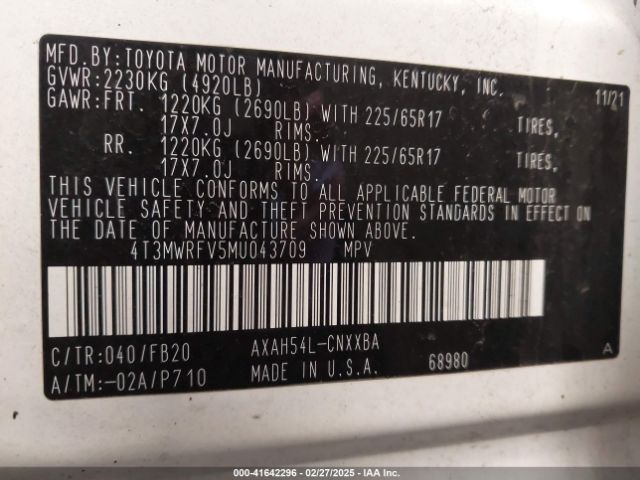 MFD.BY:TOYOTA MOTOR MANUFACTURING, KENTUCKY, INC.
GVWR:2230KG (4920LB) 11/21
GAWR:FRT. 1220KG (2690LB) WITH 225/65R17 TIRES,
17X7.0J RIMS.
RR. 1220KG (2690LB) WITH 225/65R17 TIRES,
17X7.0J RIMS.
THIS VEHICLE CONFORMS TO ALL APPLICABLE FEDERAL MOTOR
VEHICLE SAFETY AND THEFT PREVENTION STANDARDS IN EFFECT ON
THE DATE OF MANUFACTURE SHOWN ABOVE.
4T3MWRFV5MU043709 MPV
C/TR:040/FB20 AXAH54L-CNXXBA A
A/TM:-02A/P710 MADE IN U.S.A. 68980
000-41642296 - 02/27/2025 - IAA Inc.